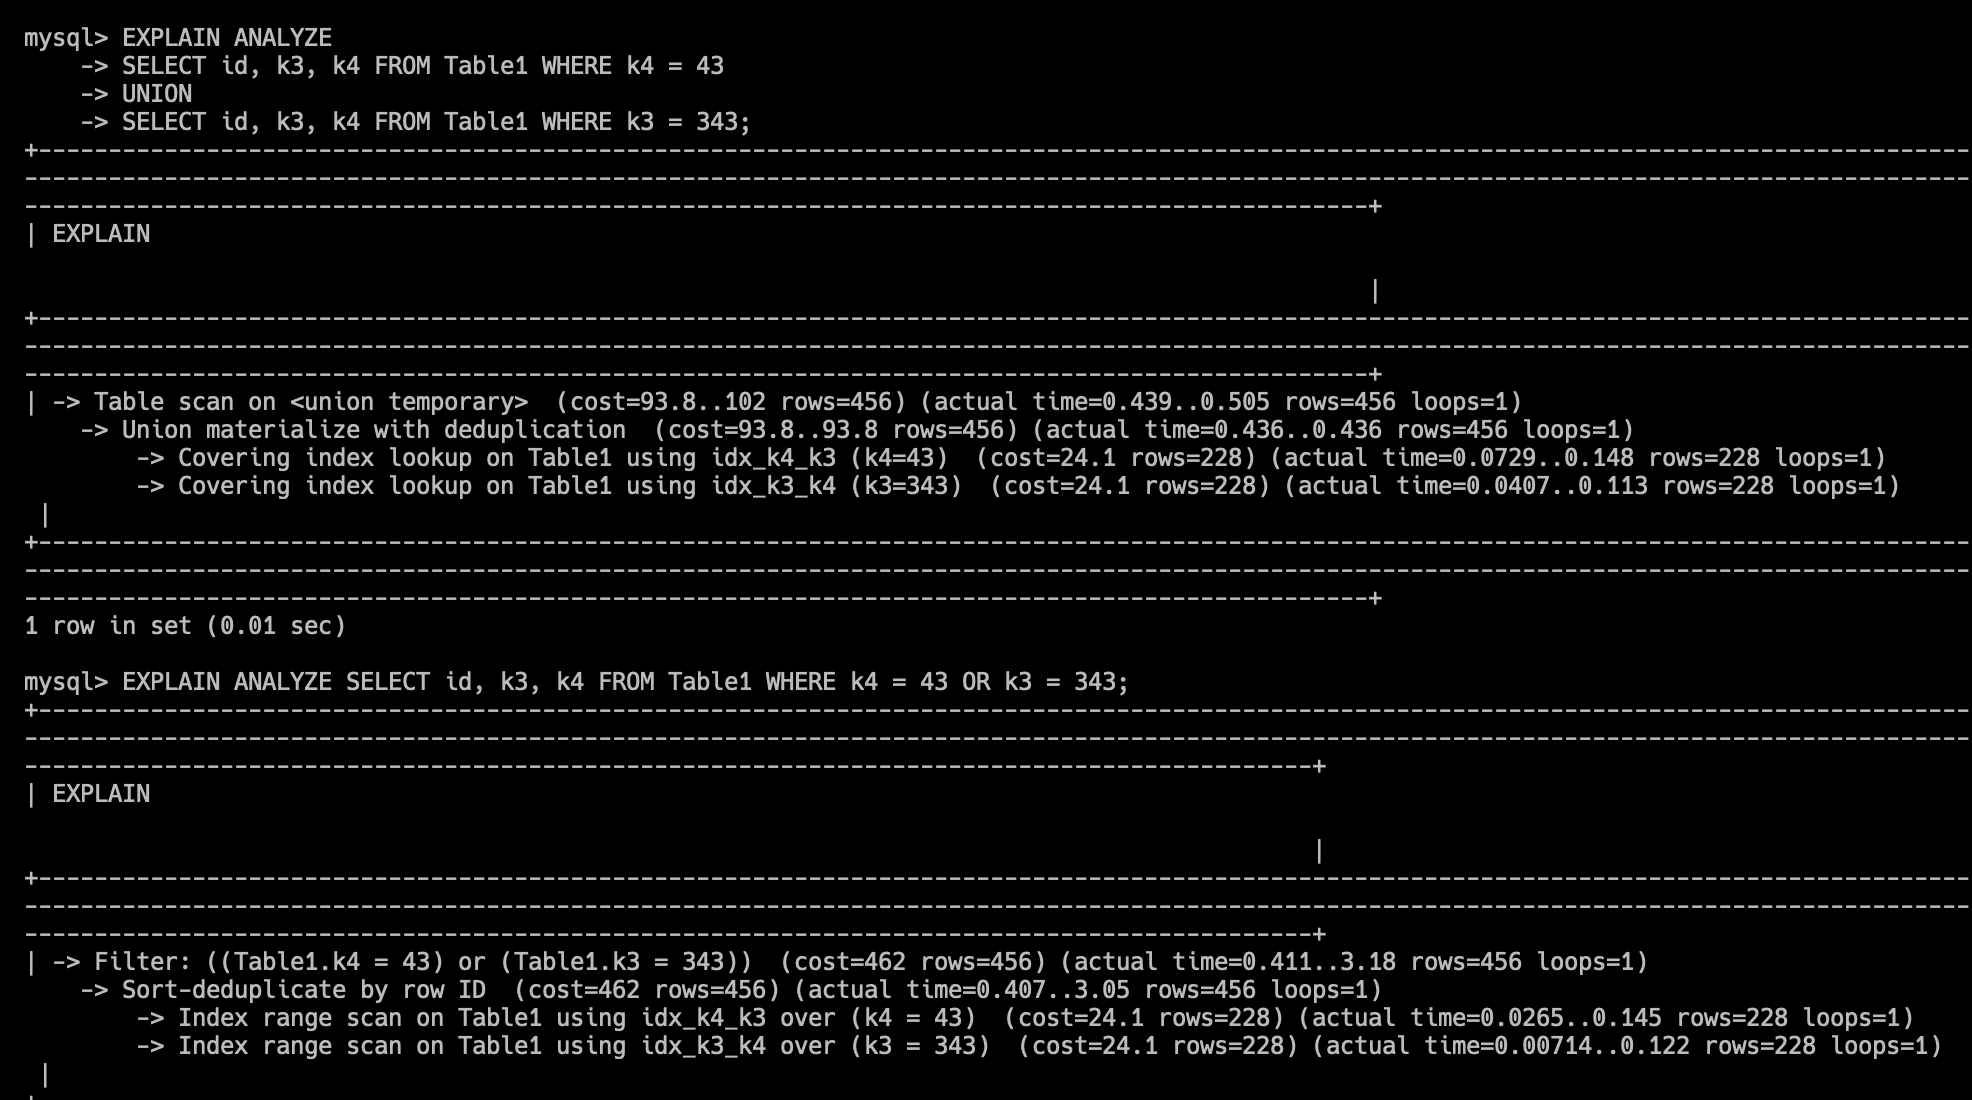 mysql> EXPLAIN ANALYZE
    -> SELECT id, k3, k4 FROM Table1 WHERE k4 = 43
    -> UNION
    -> SELECT id, k3, k4 FROM Table1 WHERE k3 = 343;
+-------------------------------------------------------------------------------------------------------------------------------------------
-------------------------------------------------------------------------------------------------------------------------------------------
------------------------------------------------------------------------------------------------+
| EXPLAIN
|
+-------------------------------------------------------------------------------------------------------------------------------------------
-------------------------------------------------------------------------------------------------------------------------------------------
------------------------------------------------------------------------------------------------+
| -> Table scan on <union temporary>  (cost=93.8..102 rows=456) (actual time=0.439..0.505 rows=456 loops=1)
    -> Union materialize with deduplication  (cost=93.8..93.8 rows=456) (actual time=0.436..0.436 rows=456 loops=1)
        -> Covering index lookup on Table1 using idx_k4_k3 (k4=43)  (cost=24.1 rows=228) (actual time=0.0729..0.148 rows=228 loops=1)
        -> Covering index lookup on Table1 using idx_k3_k4 (k3=343)  (cost=24.1 rows=228) (actual time=0.0407..0.113 rows=228 loops=1)
 |
+-------------------------------------------------------------------------------------------------------------------------------------------
-------------------------------------------------------------------------------------------------------------------------------------------
------------------------------------------------------------------------------------------------+
1 row in set (0.01 sec)
mysql> EXPLAIN ANALYZE SELECT id, k3, k4 FROM Table1 WHERE k4 = 43 OR k3 = 343;
+-------------------------------------------------------------------------------------------------------------------------------------------
-------------------------------------------------------------------------------------------------------------------------------------------
--------------------------------------------------------------------------------------------+
| EXPLAIN
|
+-------------------------------------------------------------------------------------------------------------------------------------------
-------------------------------------------------------------------------------------------------------------------------------------------
--------------------------------------------------------------------------------------------+
| -> Filter: ((Table1.k4 = 43) or (Table1.k3 = 343))  (cost=462 rows=456) (actual time=0.411..3.18 rows=456 loops=1)
    -> Sort-deduplicate by row ID  (cost=462 rows=456) (actual time=0.407..3.05 rows=456 loops=1)
        -> Index range scan on Table1 using idx_k4_k3 over (k4 = 43)  (cost=24.1 rows=228) (actual time=0.0265..0.145 rows=228 loops=1)
        -> Index range scan on Table1 using idx_k3_k4 over (k3 = 343)  (cost=24.1 rows=228) (actual time=0.00714..0.122 rows=228 loops=1)
 |